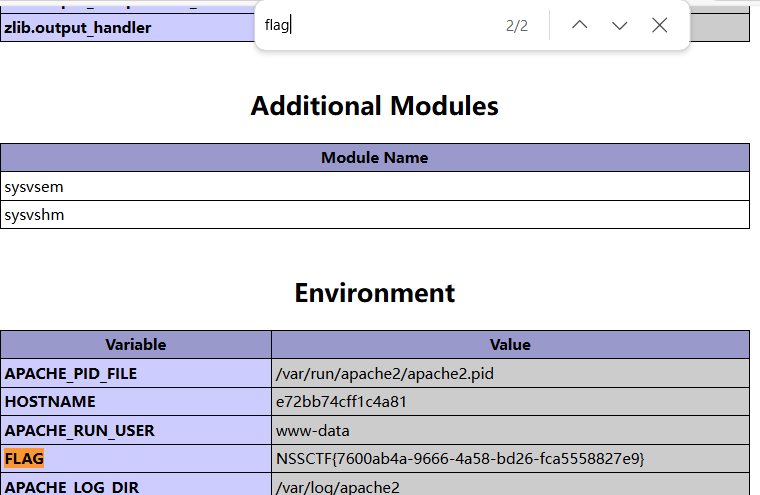 zlib.output_handler
flag 2/2
Additional Modules
Module Name
sysvsem
sysvshm
Environment
Variable Value
APACHE_PID_FILE /var/run/apache2/apache2.pid
HOSTNAME e72bb74cff1c4a81
APACHE_RUN_USER www-data
FLAG NSSCTF{7600ab4a-9666-4a58-bd26-fca5558827e9}
APACHE_LOG_DIR /var/log/apache2